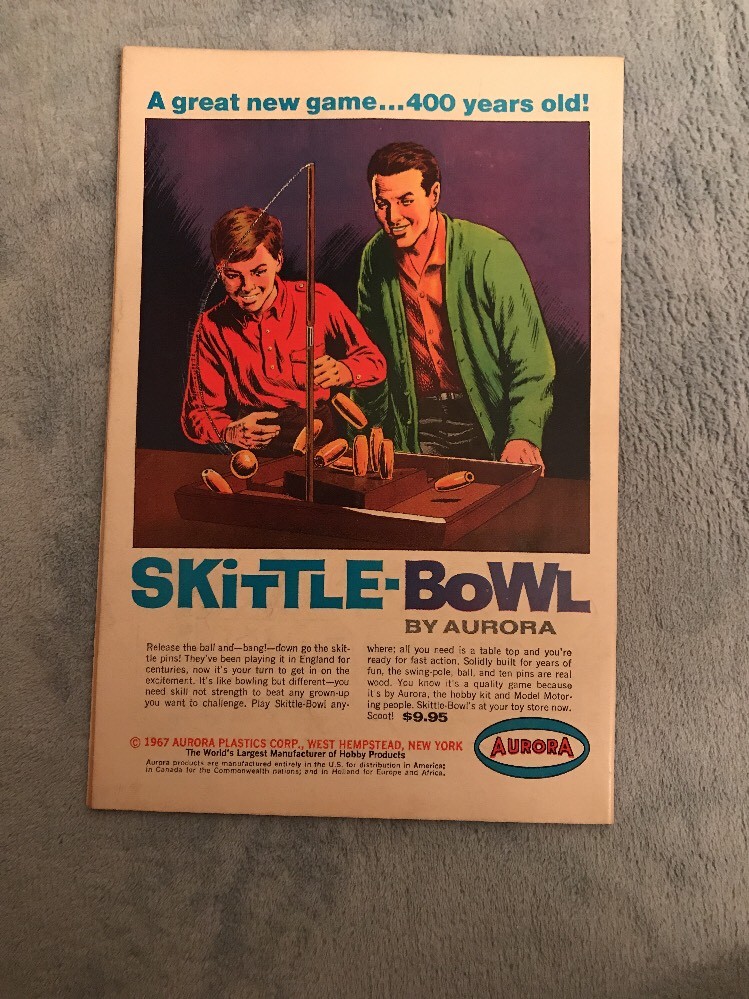 A great new game...400 years old!
SKiTTLE-BoWL
BY AURORA
Release the ball and—bang!—down go the skit-
tle pins! They've been playing it in England for
centuries, now it's your turn to get in on the
excitement. It's like bowling but different—you
need skill not strength to beat any grown-up
you want to challenge. Play Skittle-Bowl any-
where; all you need is a table top and you're
ready for fast action. Solidly built for years of
fun, the swing-pole, ball, and ten pins are real
wood. You know it's a quality game because
it s by Aurora, the hobby kit and Model Motor-
ing people. Skittle-Bowl's at your toy store now.
Scoot! $9.95
© 1967 AURORA PLASTICS CORP., WEST HEMPSTEAD, NEW YORK
The World's Largest Manufacturer of Hobby Products
Aurora products are manufactured entirely in the U.S. for distribution in America;
in Canada for the Commonwealth nations; and in Holland for Europe and Africa.
AURORA